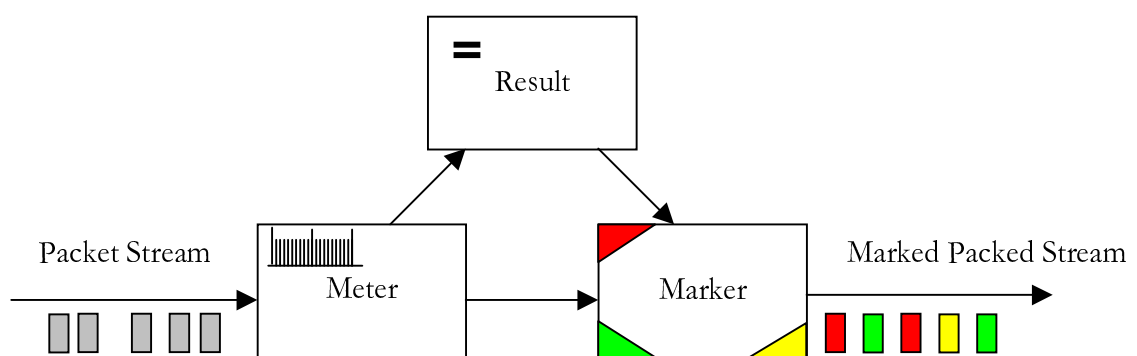 Result
Packet Stream
Meter
Marker
Marked Packed Stream